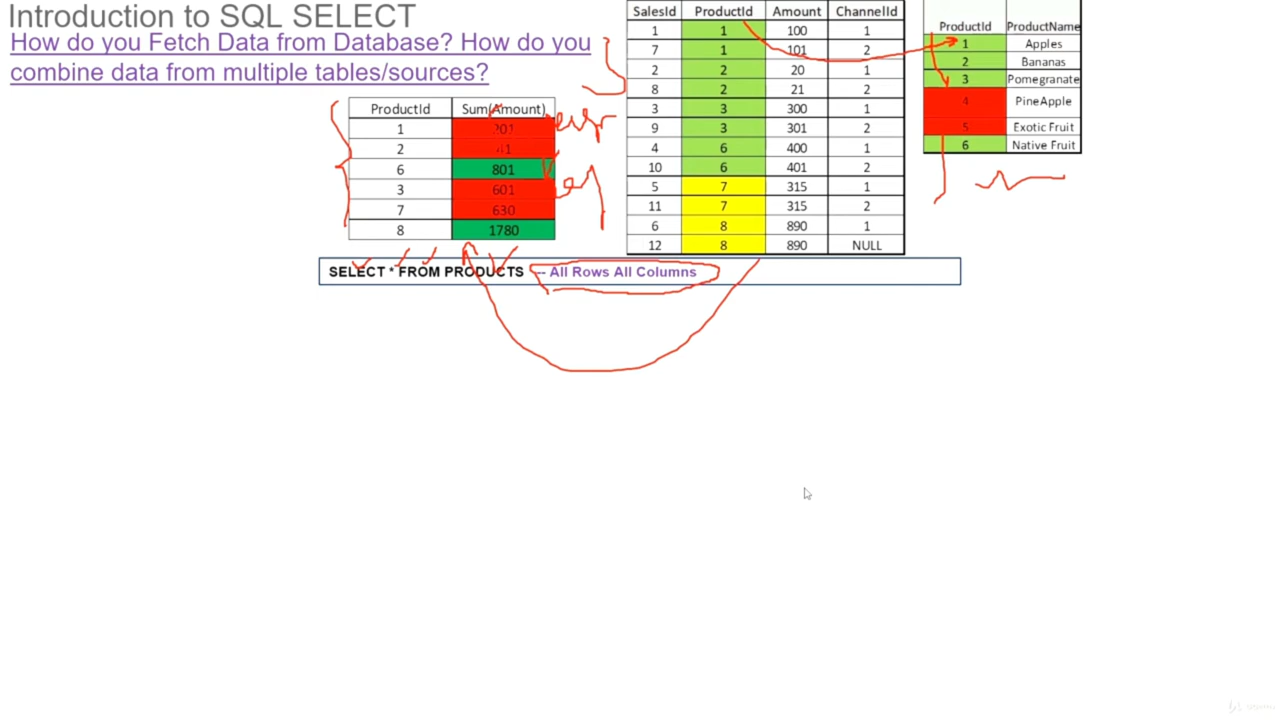 Introduction to SQL SELECT
How do you Fetch Data from Database? How do you
combine data from multiple tables/sources?
ProductId Sum(Amount)
1 201
2 41
6 801
3 601
7 630
8 1780
SalesId ProductId Amount ChannelId
1 1 100 1
7 1 101 2
2 2 20 1
8 2 21 2
3 3 300 1
9 3 301 2
4 6 400 1
10 6 401 2
5 7 315 1
11 7 315 2
6 8 890 1
12 8 890 NULL
ProductId ProductName
1 Apples
2 Bananas
3 Pomegranate
4 PineApple
5 Exotic Fruit
6 Native Fruit
SELECT * FROM PRODUCTS -- All Rows All Columns